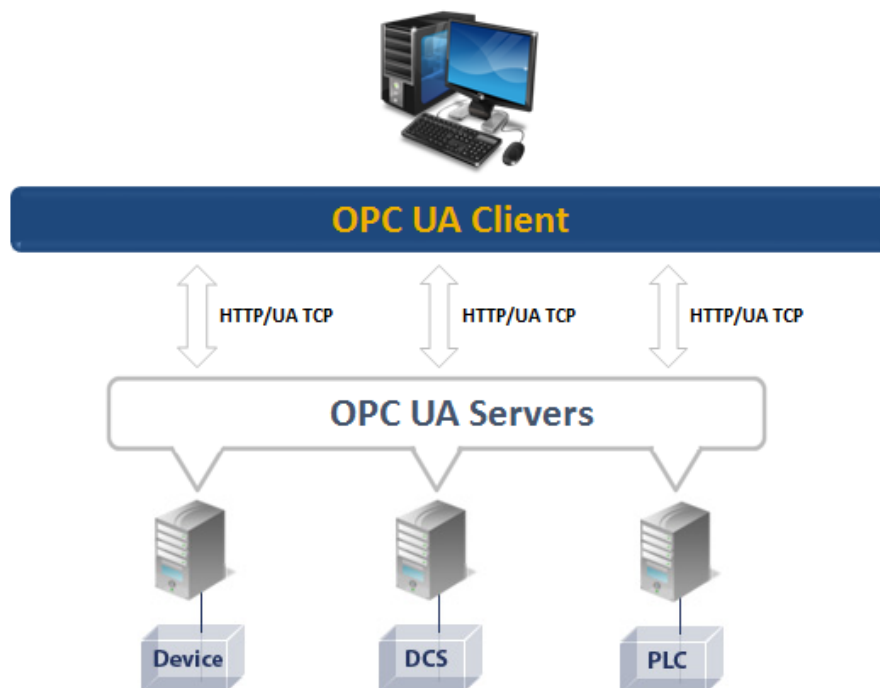 OPC UA Client
HTTP/UA TCP
HTTP/UA TCP
HTTP/UA TCP
OPC UA Servers
Device
DCS
PLC